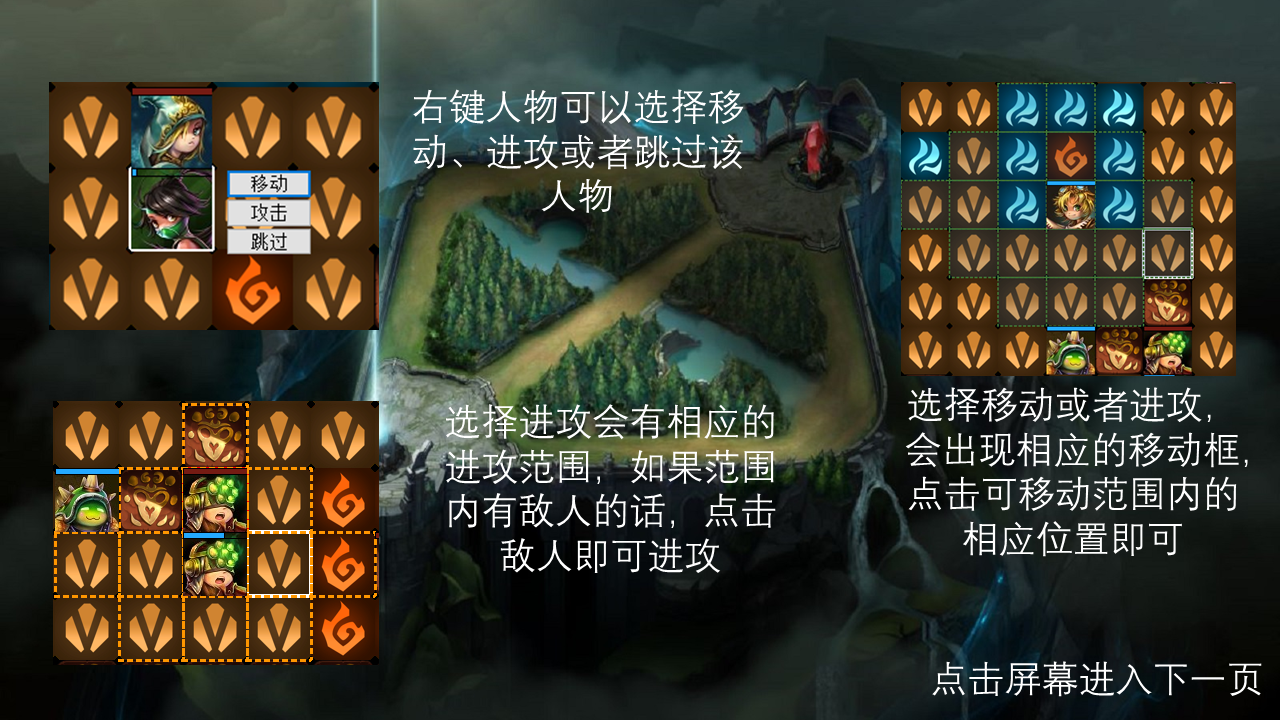 右键人物可以选择移
动、进攻或者跳过该
人物
移动
攻击
跳过
选择移动或者进攻，
会出现相应的移动框，
点击可移动范围内的
相应位置即可
选择进攻会有相应的
进攻范围，如果范围
内有敌人的话，点击
敌人即可进攻
点击屏幕进入下一页